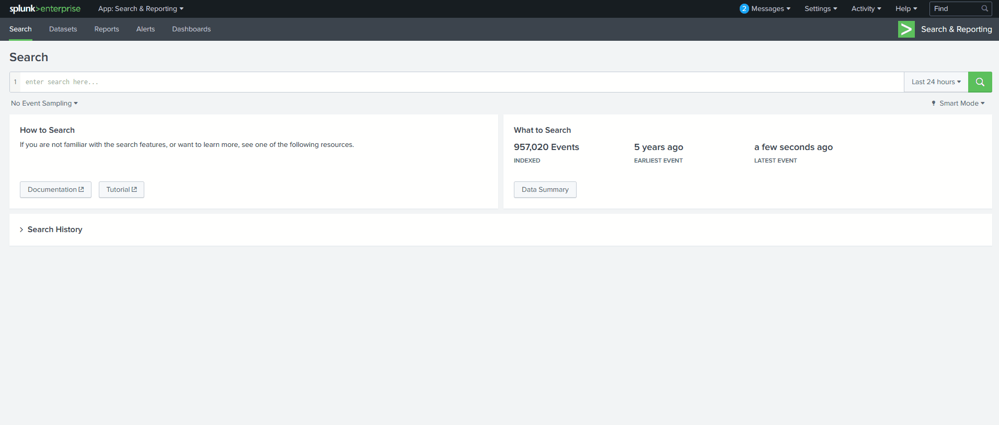 splunk>enterprise App: Search & Reporting 2 Messages Settings Activity Help Find
Search Datasets Reports Alerts Dashboards Search & Reporting
Search
1 enter search here... Last 24 hours
No Event Sampling Smart Mode
How to Search
If you are not familiar with the search features, or want to learn more, see one of the following resources.
Documentation Tutorial
What to Search
957,020 Events 5 years ago a few seconds ago
INDEXED EARLIEST EVENT LATEST EVENT
Data Summary
Search History